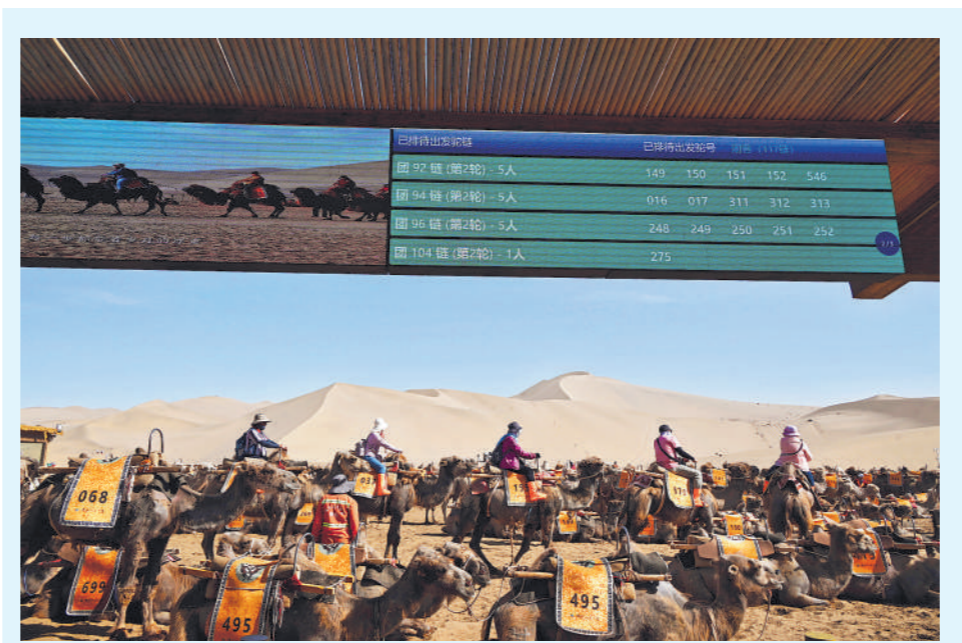 已排待出发驼链 已排待出发驼号
团 92 链 (第2轮) - 5人 149 150 151 152 546
团 94 链 (第2轮) - 5人 016 017 311 312 313
团 96 链 (第2轮) - 5人 248 249 250 251 252
团 104 链 (第2轮) - 1人 275
1/1
068
699
495
495